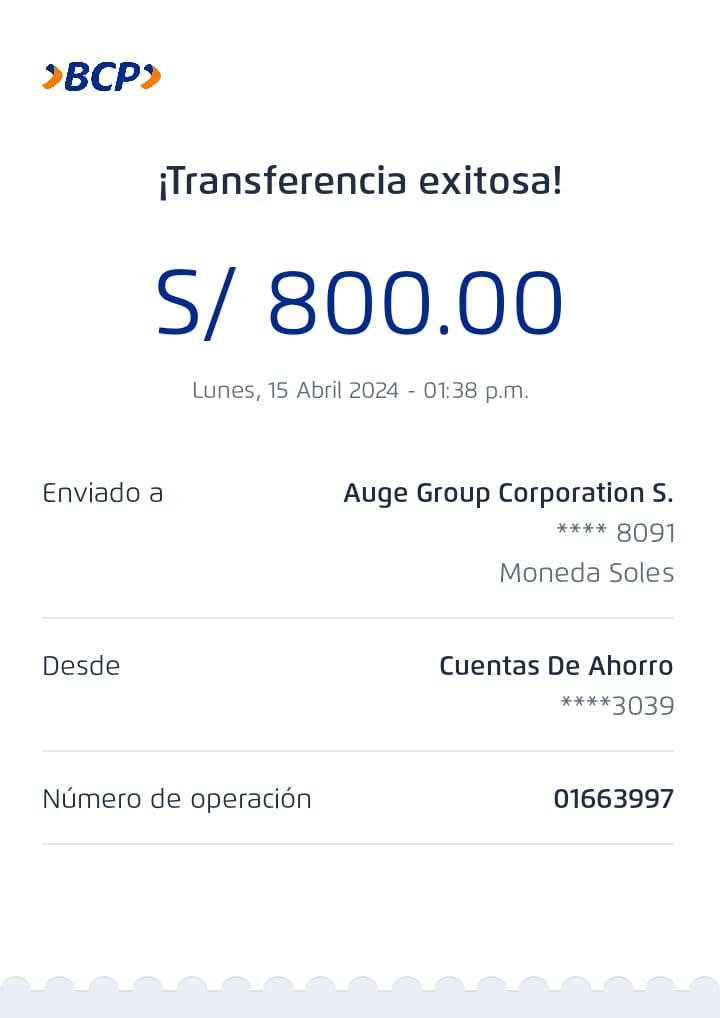 BCP
¡Transferencia exitosa!
S/ 800.00
Lunes, 15 Abril 2024 - 01:38 p.m.
Enviado a
Auge Group Corporation S.
**** 8091
Moneda Soles
Desde
Cuentas De Ahorro
****3039
Número de operación
01663997